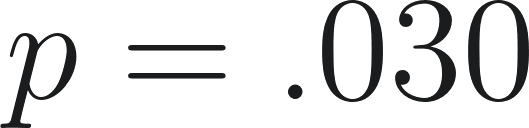 p = .030